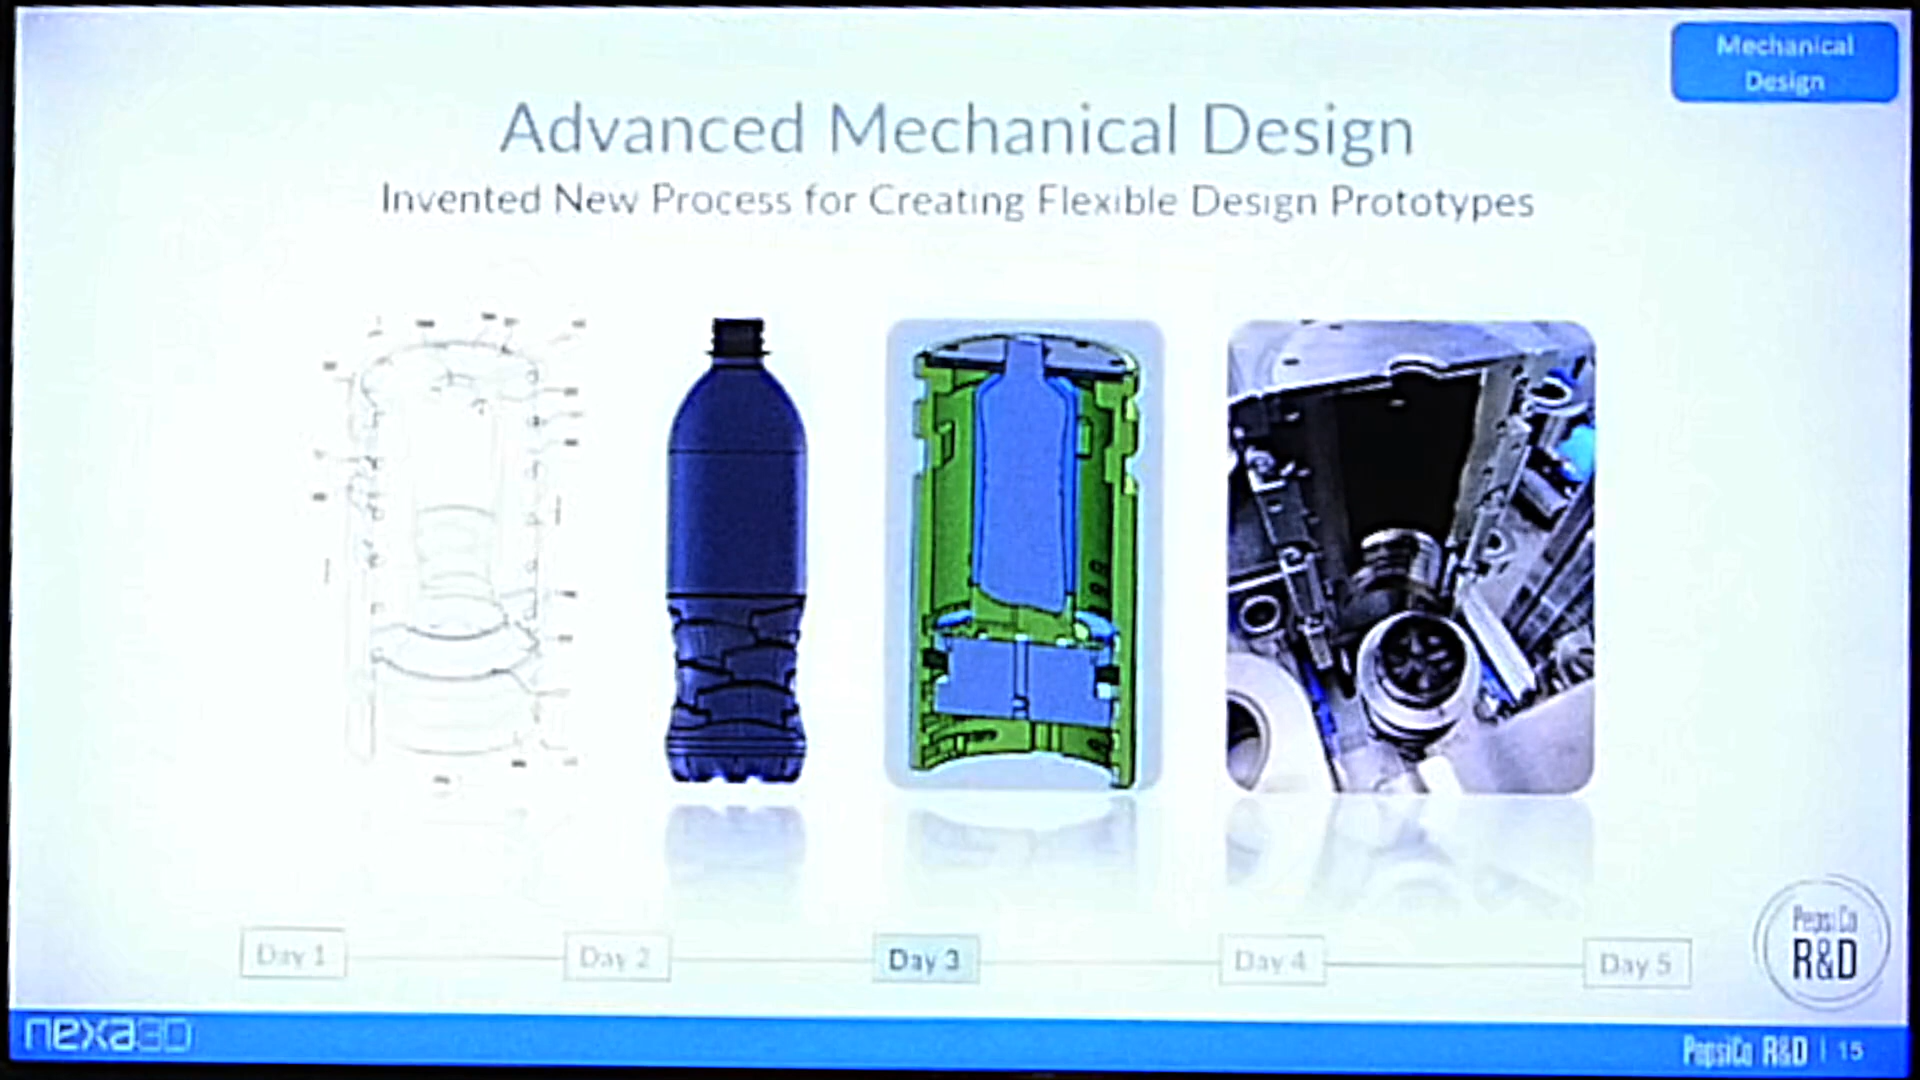 Mechanical
Design
Advanced Mechanical Design
Invented New Process for Creating Flexible Design Prototypes
Day 1
Day 2
Day 3
Day 4
Day 5
PepsiCo
R&D
nexa3D
PepsiCo R&D | 15